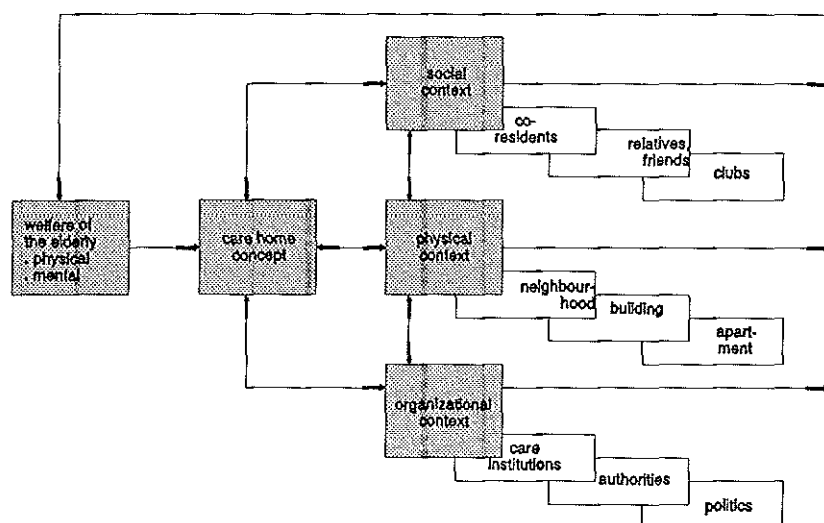 social
context
co-
residents
relatives,
friends
clubs
welfare of
the elderly
. physical
. mental
care home
concept
physical
context
neighbour-
hood
building
apart-
ment
organizational
context
care
institutions
authorities
politics